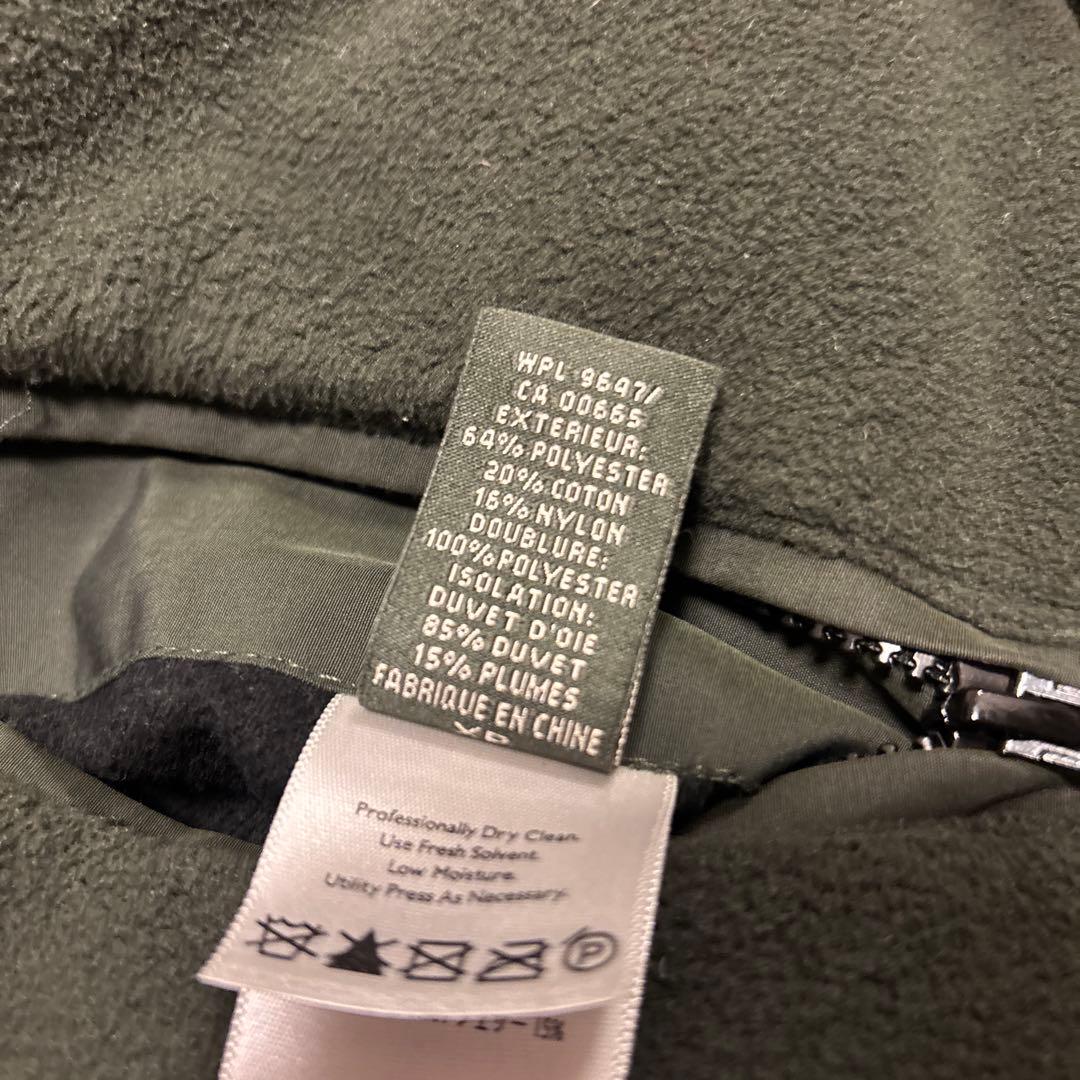 WPL 9647/
CA 00665
EXTERIEUR:
64% POLYESTER
20% COTON
16% NYLON
DOUBLURE:
100% POLYESTER
ISOLATION:
DUVET D'OIE
85% DUVET
15% PLUMES
FABRIQUE EN CHINE
Professionally Dry Clean.
Use Fresh Solvent.
Low Moisture.
Utility Press As Necessary.
P